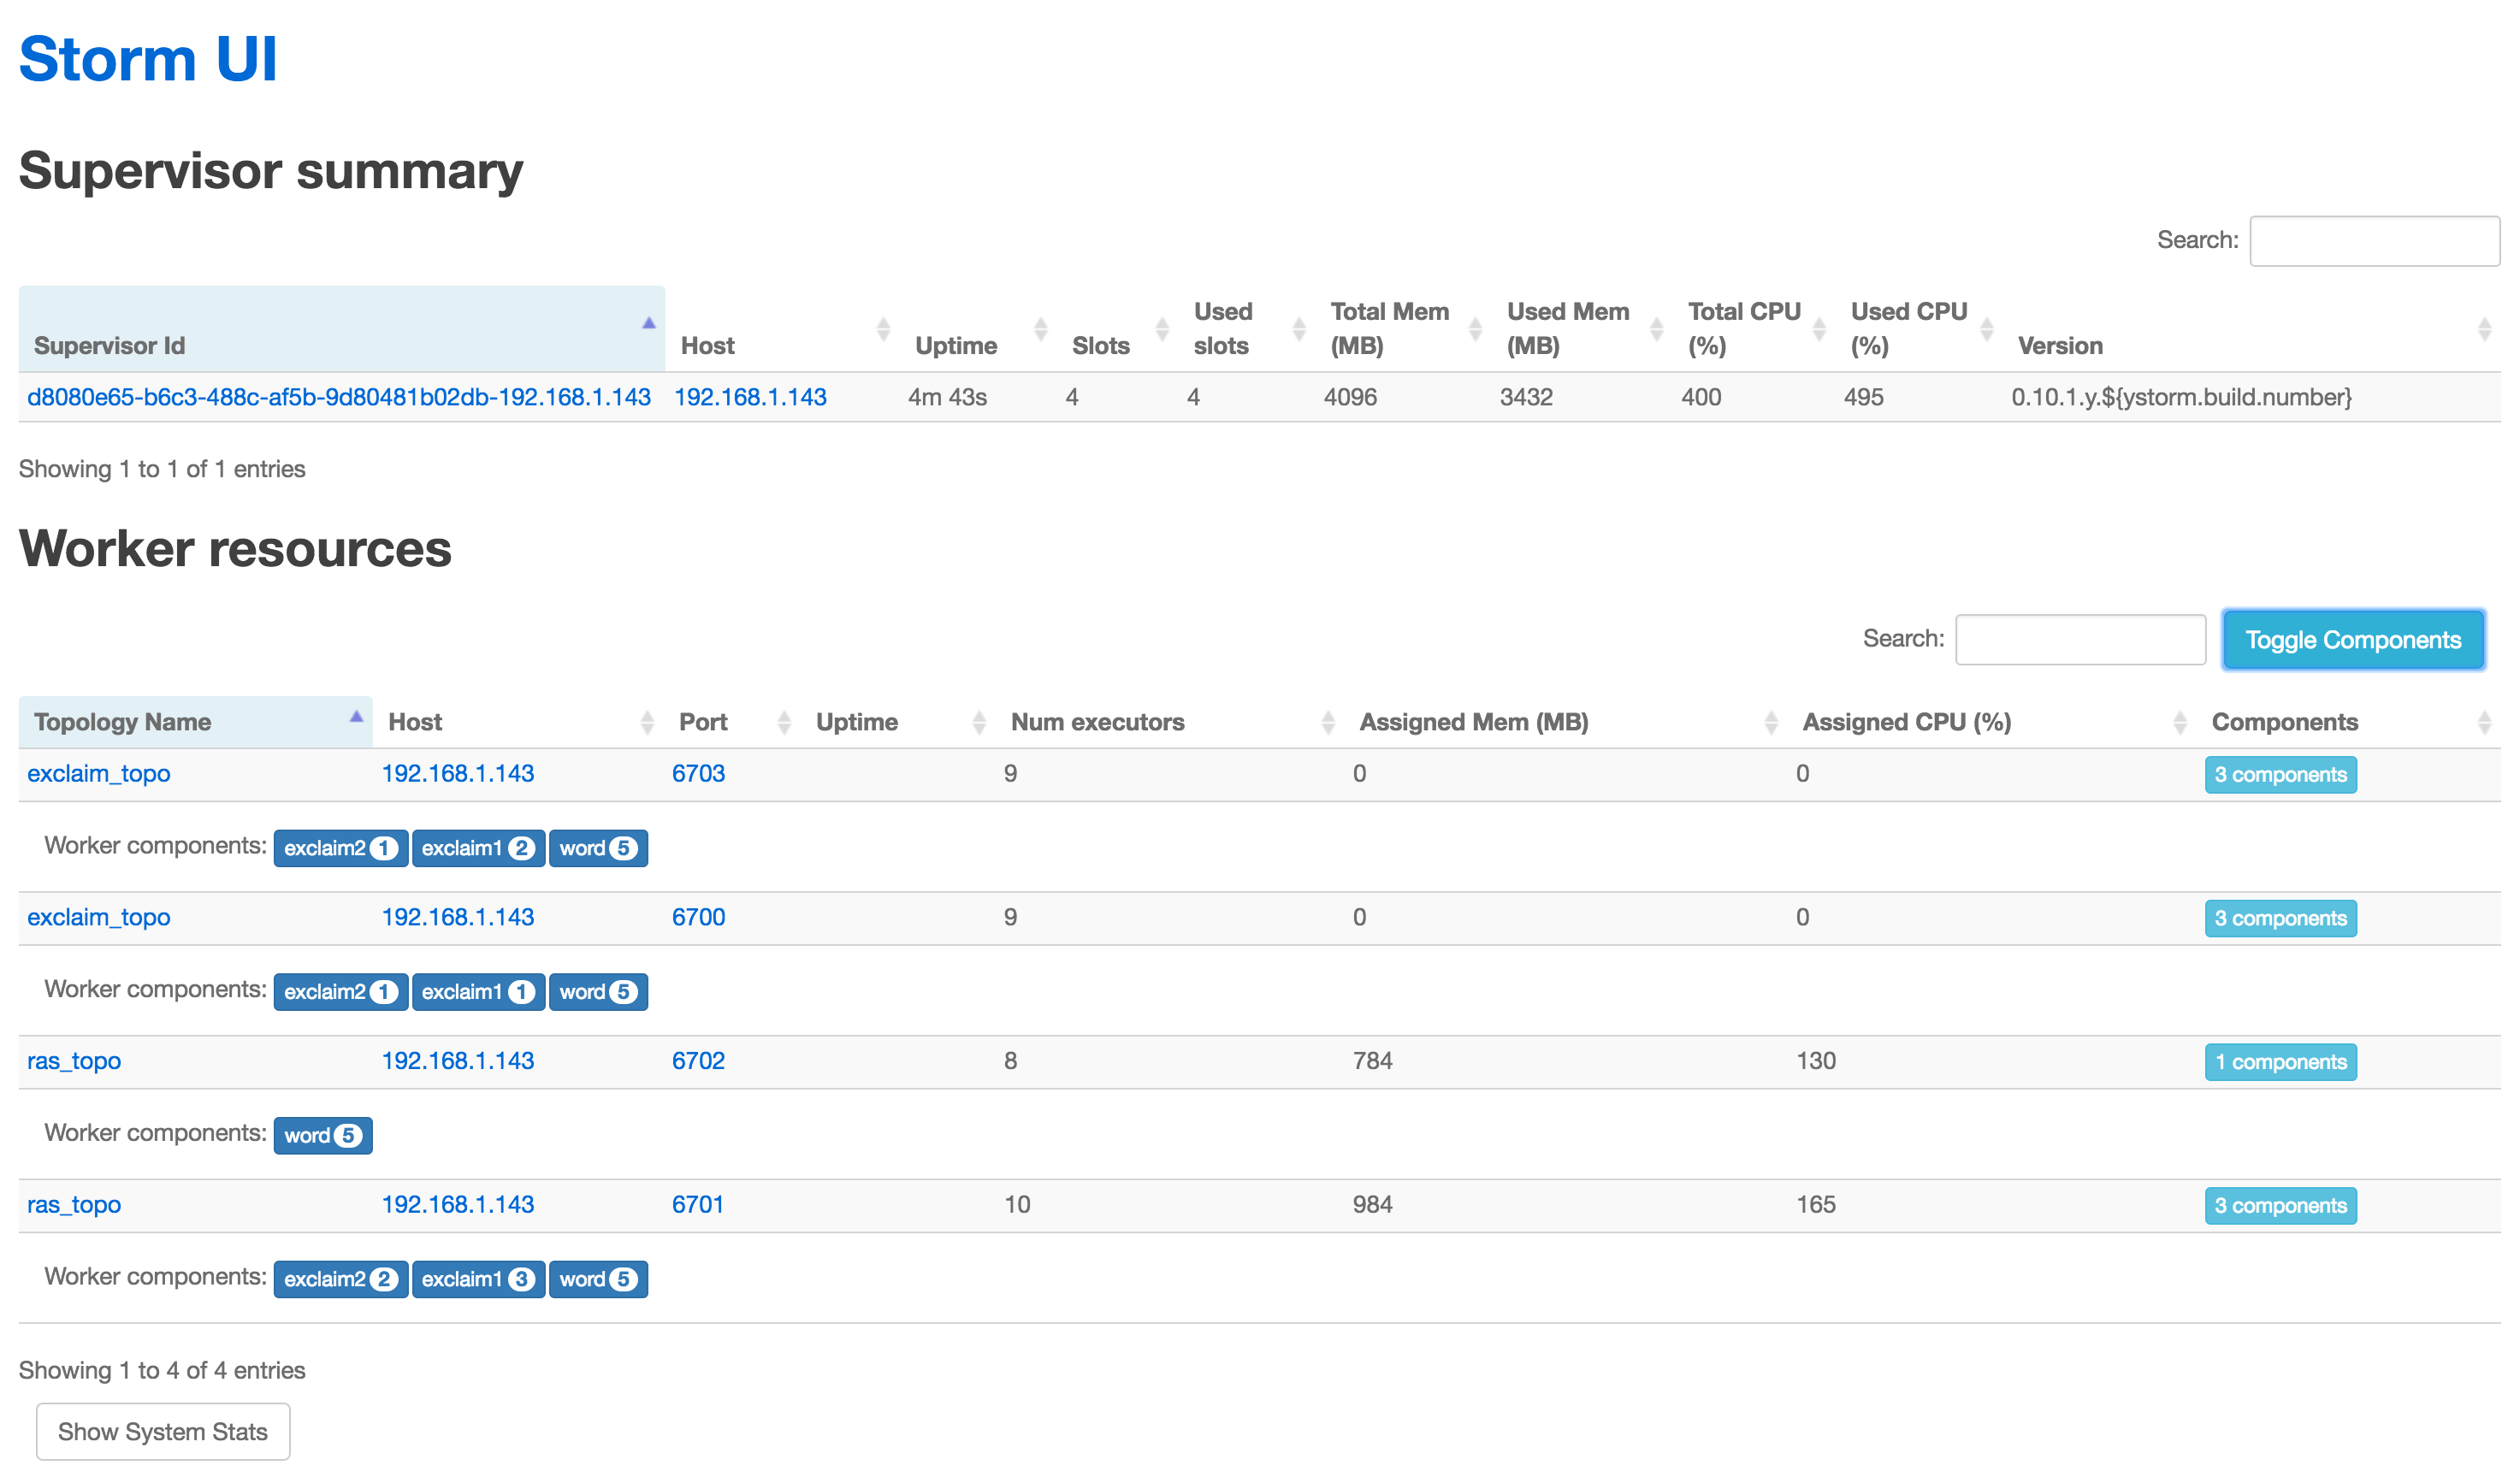 Storm UI
Supervisor summary
Search:
Supervisor Id Host Uptime Slots Used slots Total Mem (MB) Used Mem (MB) Total CPU (%) Used CPU (%) Version
d8080e65-b6c3-488c-af5b-9d80481b02db-192.168.1.143 192.168.1.143 4m 43s 4 4 4096 3432 400 495 0.10.1.y.${ystorm.build.number}
Showing 1 to 1 of 1 entries
Worker resources
Search: Toggle Components
Topology Name Host Port Uptime Num executors Assigned Mem (MB) Assigned CPU (%) Components
exclaim_topo 192.168.1.143 6703 9 0 0 3 components
Worker components: exclaim2 1 exclaim1 2 word 5
exclaim_topo 192.168.1.143 6700 9 0 0 3 components
Worker components: exclaim2 1 exclaim1 1 word 5
ras_topo 192.168.1.143 6702 8 784 130 1 components
Worker components: word 5
ras_topo 192.168.1.143 6701 10 984 165 3 components
Worker components: exclaim2 2 exclaim1 3 word 5
Showing 1 to 4 of 4 entries
Show System Stats